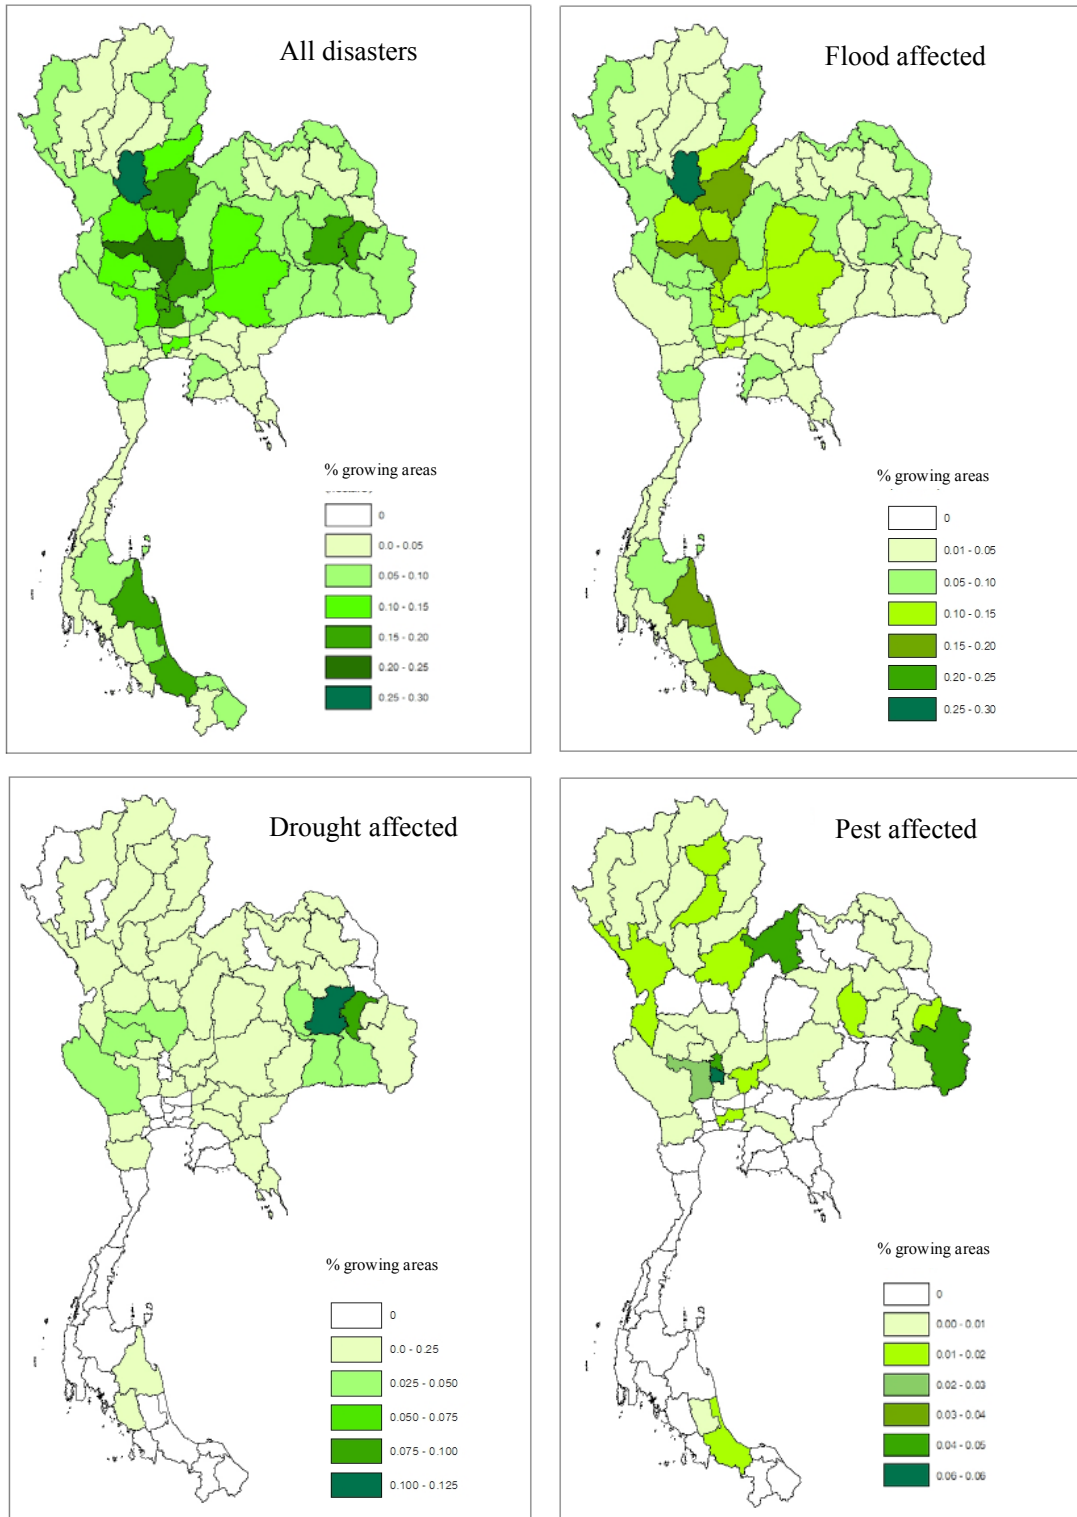 All disasters
% growing areas
0
0.0 - 0.05
0.05 - 0.10
0.10 - 0.15
0.15 - 0.20
0.20 - 0.25
0.25 - 0.30
Flood affected
% growing areas
0
0.01 - 0.05
0.05 - 0.10
0.10 - 0.15
0.15 - 0.20
0.20 - 0.25
0.25 - 0.30
Drought affected
% growing areas
0
0.0 - 0.25
0.025 - 0.050
0.050 - 0.075
0.075 - 0.100
0.100 - 0.125
Pest affected
% growing areas
0
0.00 - 0.01
0.01 - 0.02
0.02 - 0.03
0.03 - 0.04
0.04 - 0.05
0.06 - 0.06